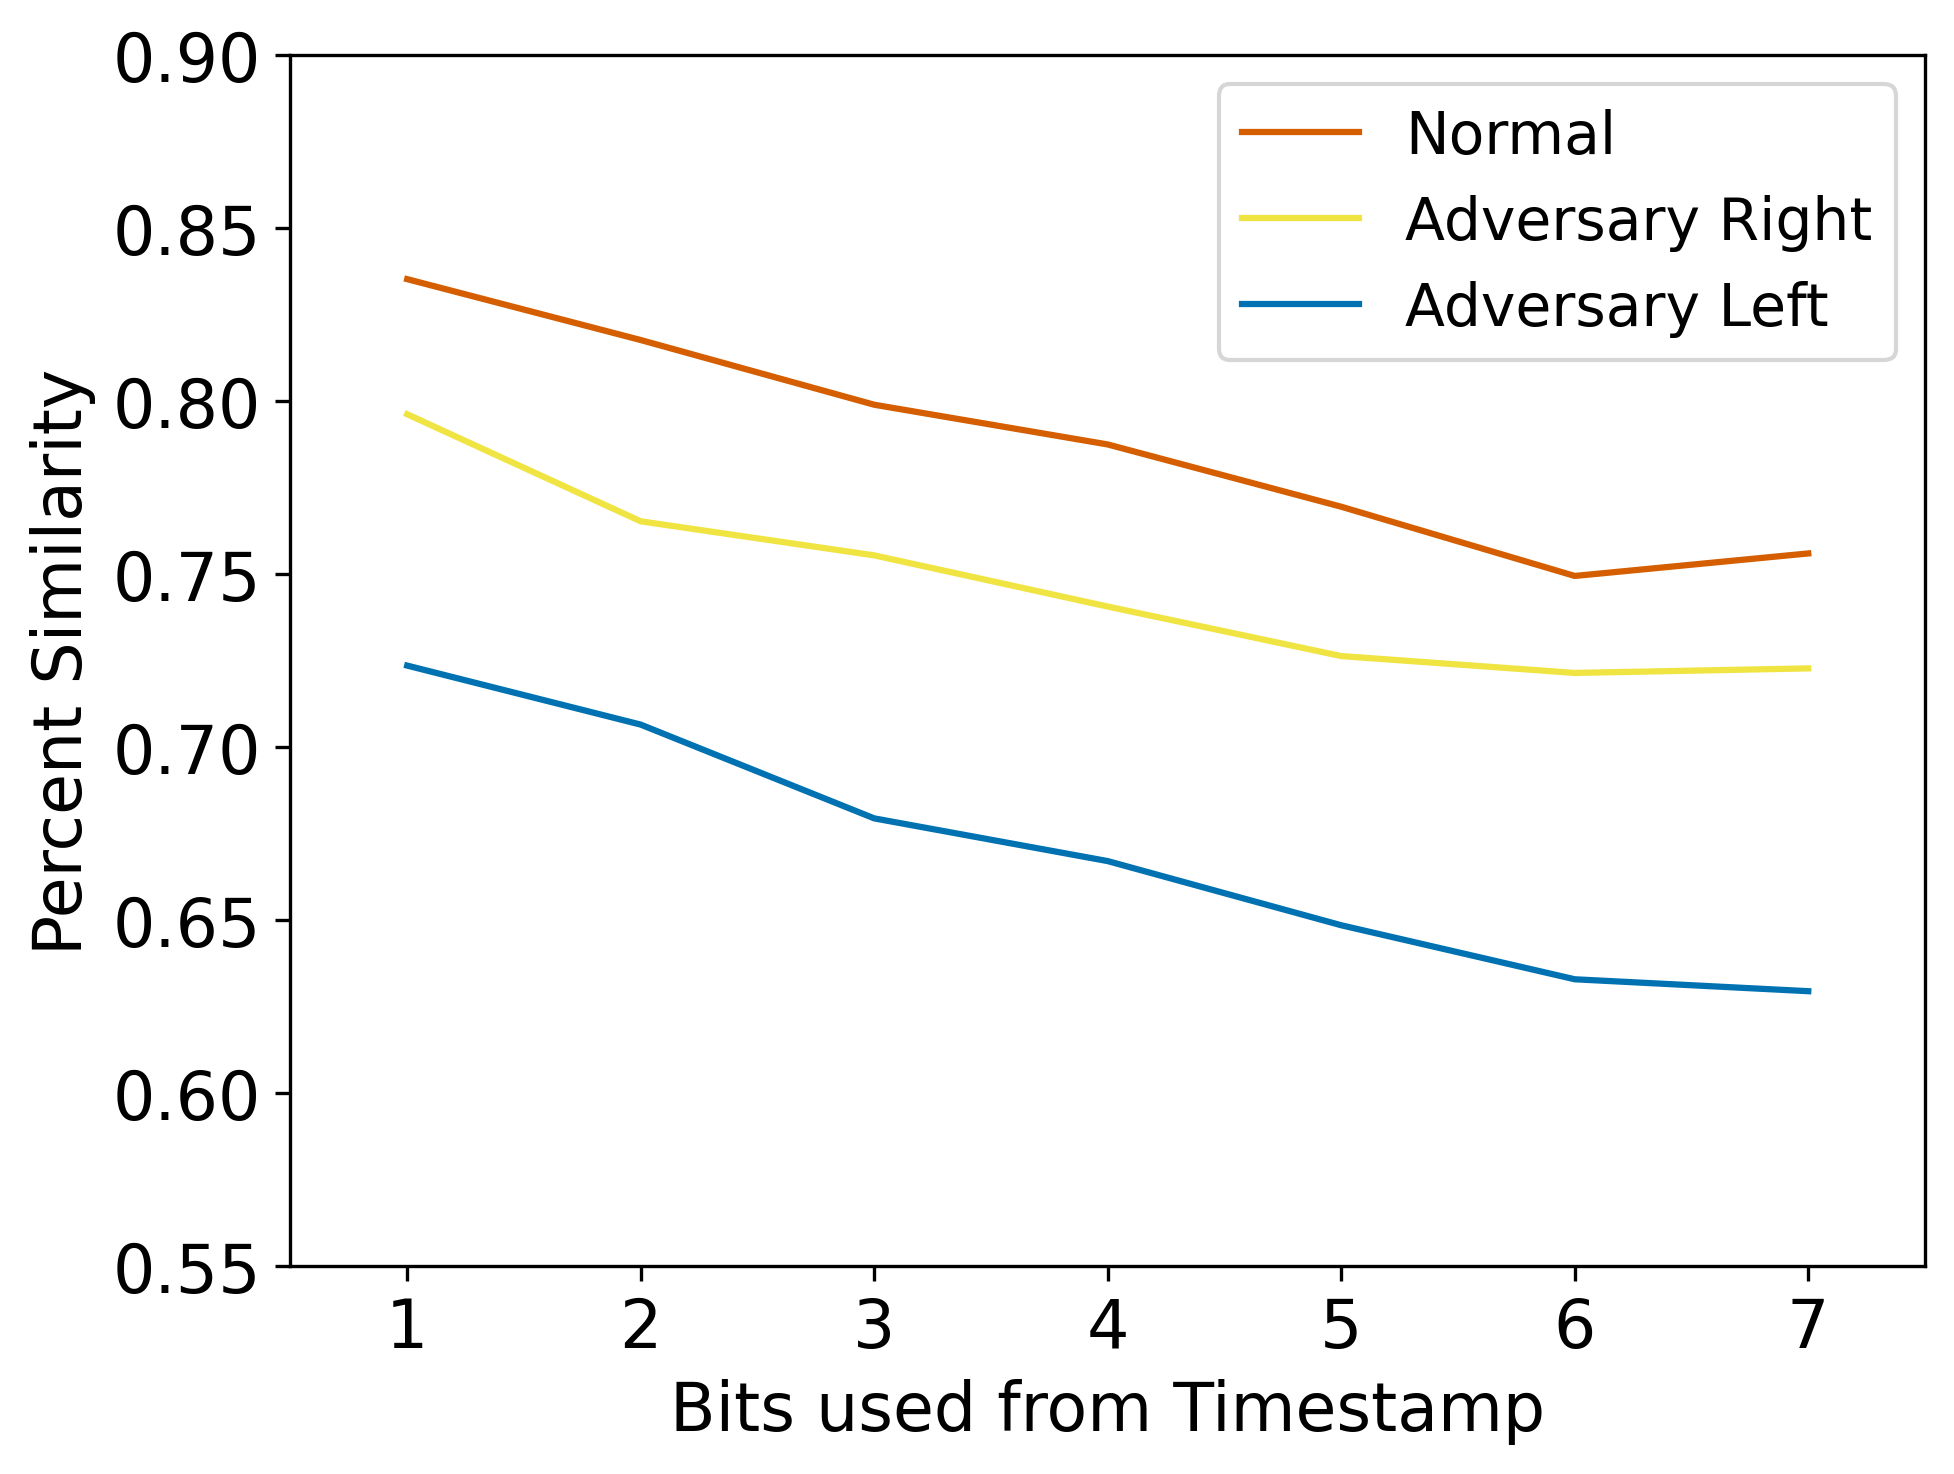 0.90
0.85
0.80
0.75
0.70
0.65
0.60
0.55
Percent Similarity
Normal
Adversary Right
Adversary Left
1 2 3 4 5 6 7
Bits used from Timestamp